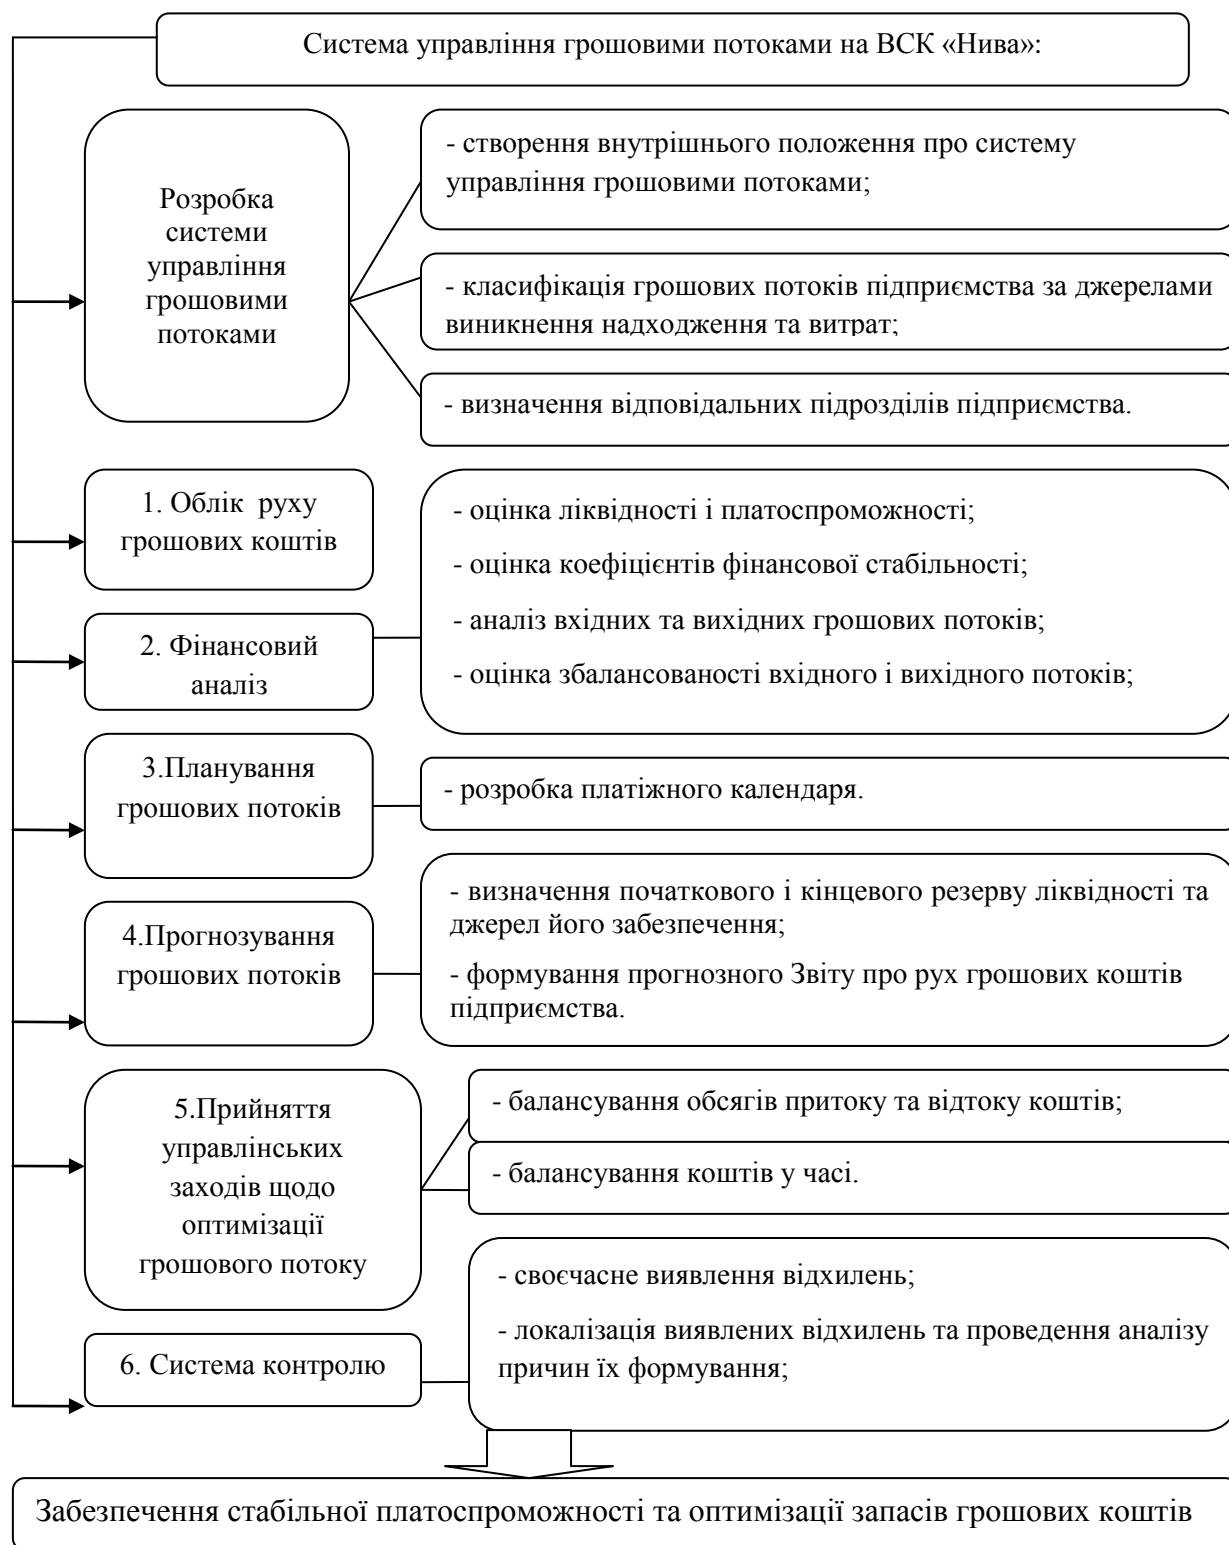 Система управління грошовими потоками на ВСК «Нива»:
Розробка
системи
управління
грошовими
потоками
- створення внутрішнього положення про систему
управління грошовими потоками;
- класифікація грошових потоків підприємства за джерелами
виникнення надходження та витрат;
- визначення відповідальних підрозділів підприємства.
1. Облік руху
грошових коштів
2. Фінансовий
аналіз
- оцінка ліквідності і платоспроможності;
- оцінка коефіцієнтів фінансової стабільності;
- аналіз вхідних та вихідних грошових потоків;
- оцінка збалансованості вхідного і вихідного потоків;
3.Планування
грошових потоків
- розробка платіжного календаря.
4.Прогнозування
грошових потоків
- визначення початкового і кінцевого резерву ліквідності та
джерел його забезпечення;
- формування прогнозного Звіту про рух грошових коштів
підприємства.
5.Прийняття
управлінських
заходів щодо
оптимізації
грошового потоку
- балансування обсягів притоку та відтоку коштів;
- балансування коштів у часі.
6. Система контролю
- своєчасне виявлення відхилень;
- локалізація виявлених відхилень та проведення аналізу
причин їх формування;
Забезпечення стабільної платоспроможності та оптимізації запасів грошових коштів